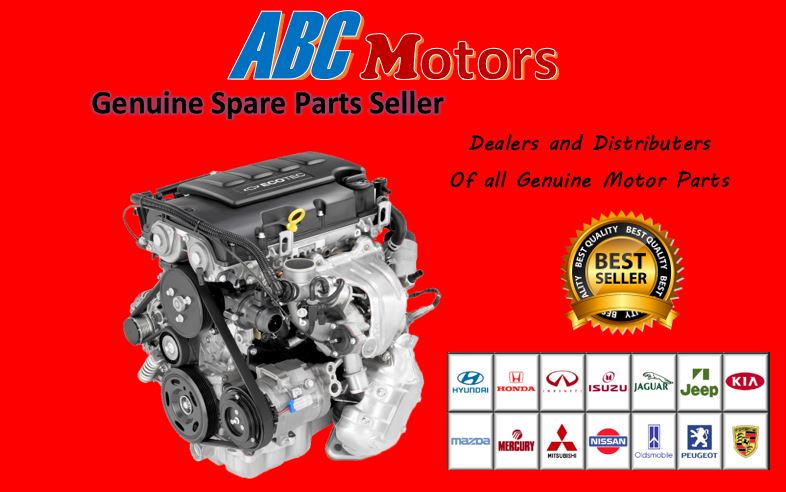 ABC Motors
Genuine Spare Parts Seller
Dealers and Distributers
Of all Genuine Motor Parts
ECOTEC
BEST QUALITY BEST QUALITY
BEST
SELLER
HYUNDAI HONDA INFINITI ISUZU JAGUAR Jeep KIA
mazda MERCURY MITSUBISHI NISSAN Oldsmobile PEUGEOT